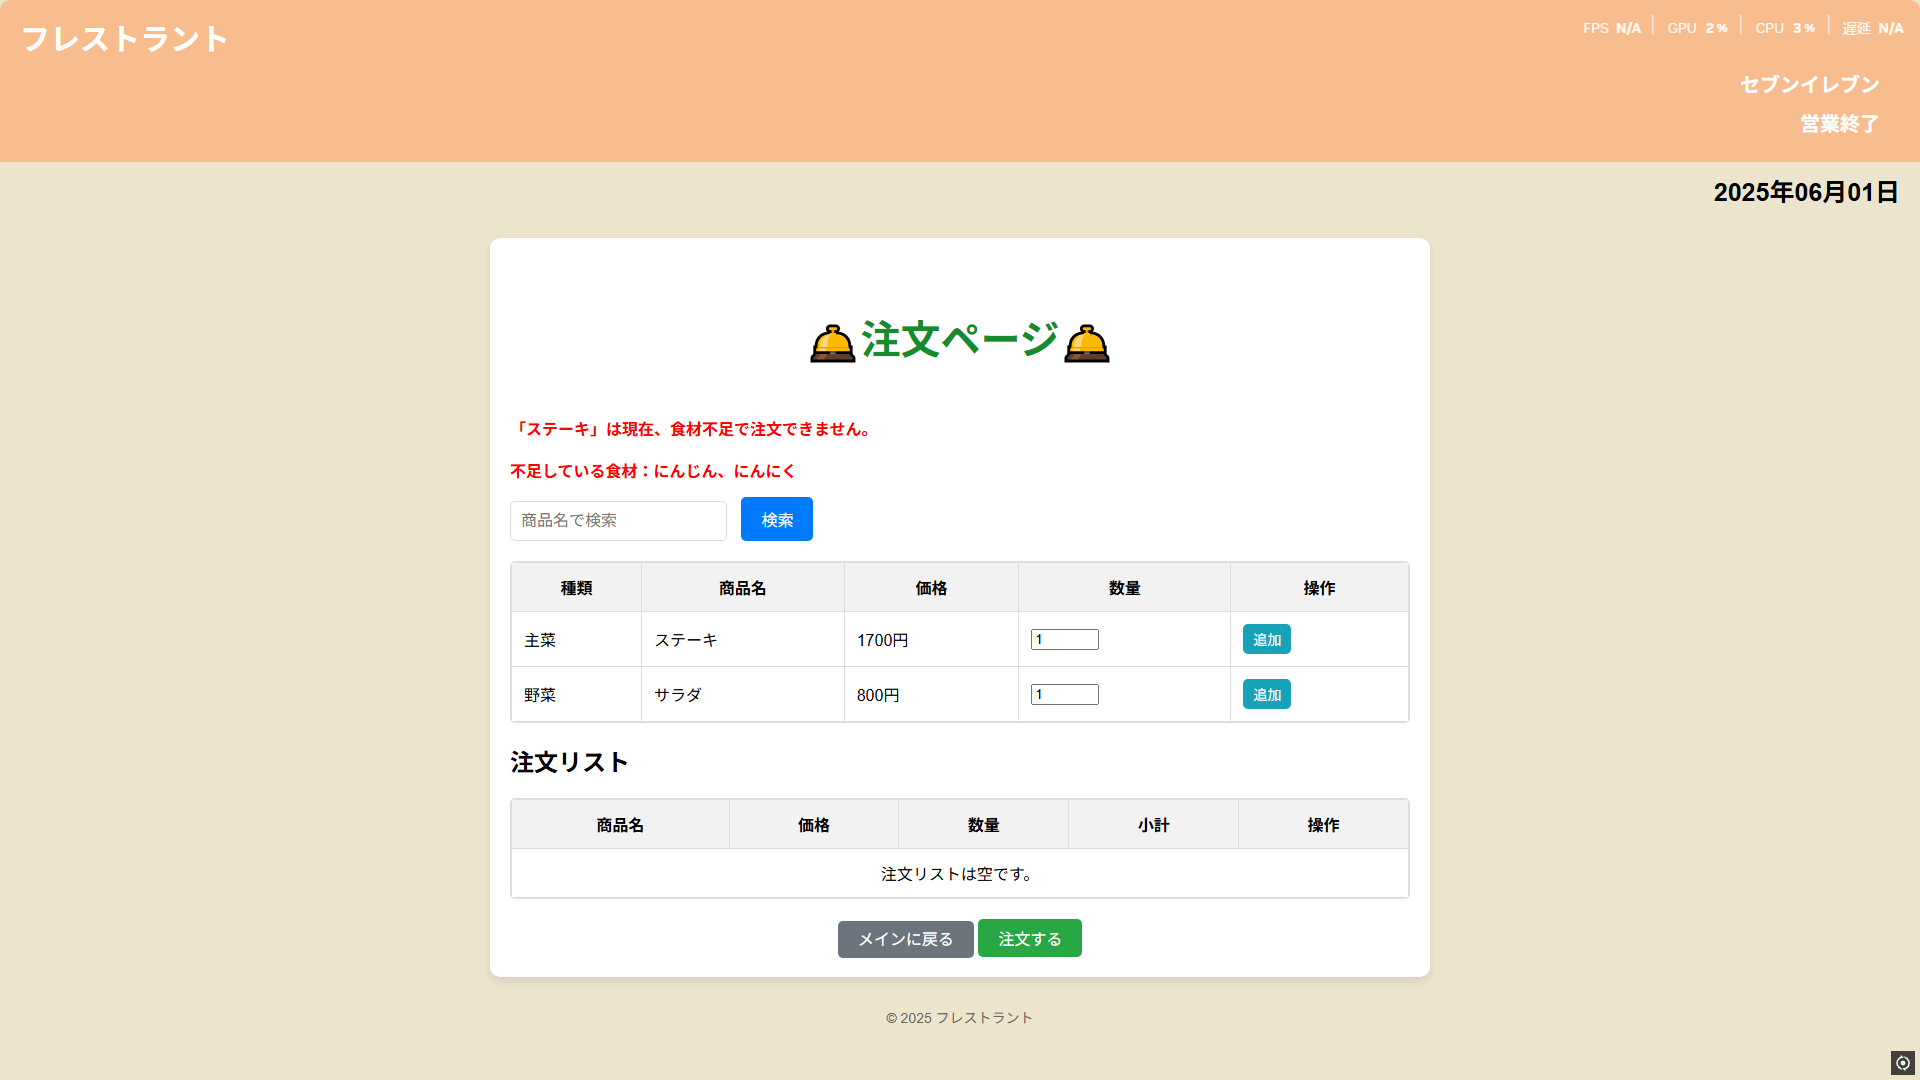 フレストラント
FPS N/A | GPU 2% | CPU 3% | 遅延 N/A
セブンイレブン
営業終了
2025年06月01日
注文ページ
「ステーキ」は現在、食材不足で注文できません。
不足している食材：にんじん、にんにく
商品名で検索 検索
種類 商品名 価格 数量 操作
主菜 ステーキ 1700円 1 追加
野菜 サラダ 800円 1 追加
注文リスト
商品名 価格 数量 小計 操作
注文リストは空です。
メインに戻る 注文する
© 2025 フレストラント